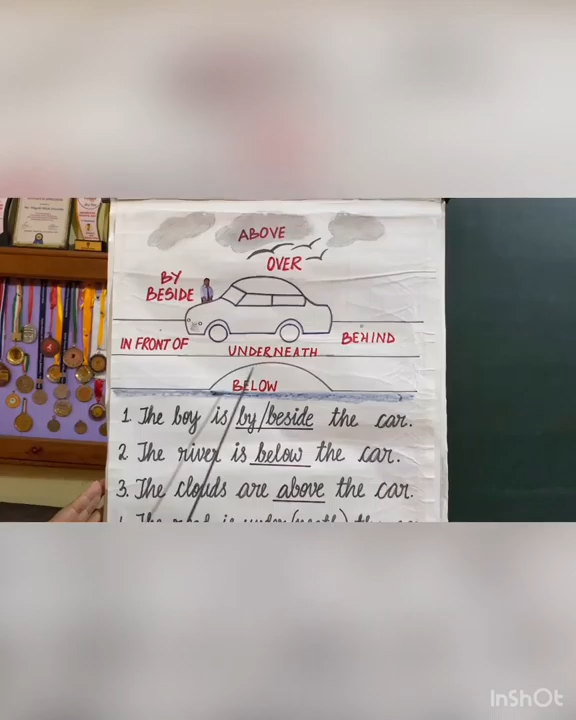 ABOVE
OVER
BY
BESIDE
IN FRONT OF
BEHIND
UNDERNEATH
BELOW
1 The boy is by/beside the car.
2 The river is below the car.
3. The clouds are above the car.
InShOt